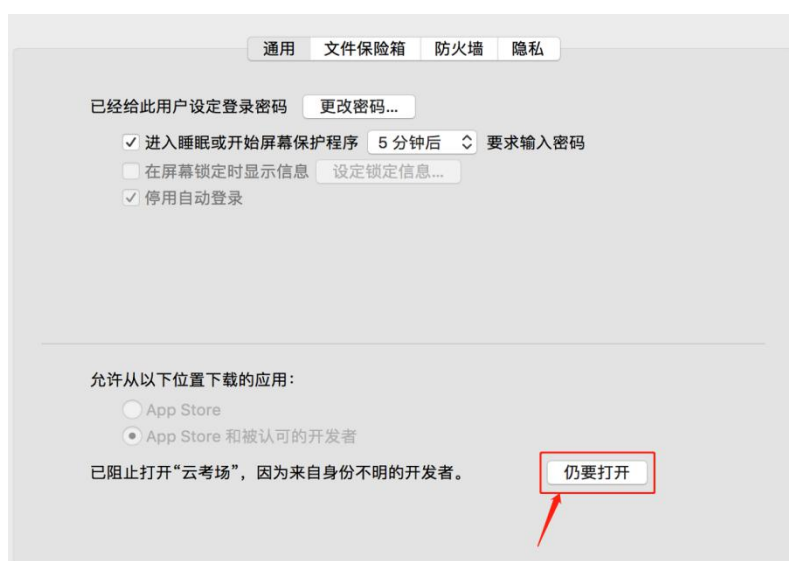 通用 文件保险箱 防火墙 隐私
已经给此用户设定登录密码 更改密码...
进入睡眠或开始屏幕保护程序 5 分钟后 要求输入密码
在屏幕锁定时显示信息 设定锁定信息...
停用自动登录
允许从以下位置下载的应用：
App Store
App Store 和被认可的开发者
已阻止打开“云考场”，因为来自身份不明的开发者。 仍要打开